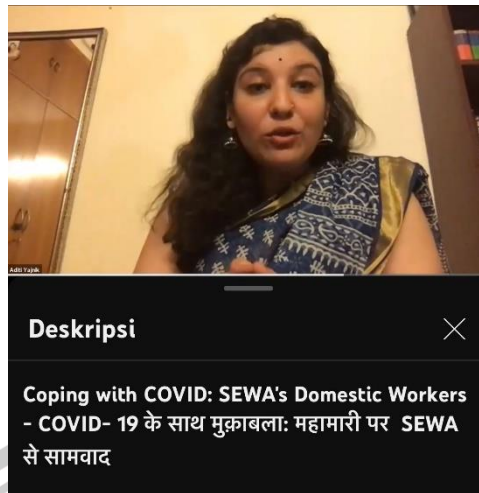 Aditi Yajnik
Deskripsi
Coping with COVID: SEWA's Domestic Workers
- COVID- 19 के साथ मुक़ाबला: महामारी पर SEWA
से सामवाद